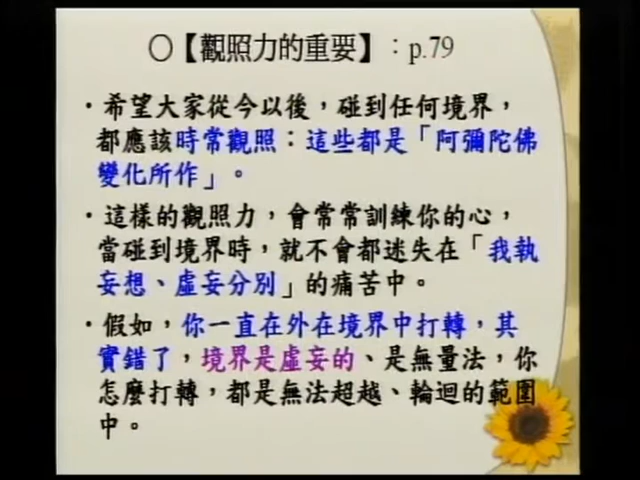 〇【觀照力的重要】：p.79
・希望大家從今以後，碰到任何境界，
都應該時常觀照：這些都是「阿彌陀佛
變化所作」。
・這樣的觀照力，會常常訓練你的心，
當碰到境界時，就不會都迷失在「我執
妄想、虛妄分別」的痛苦中。
・假如，你一直在外在境界中打轉，其
實錯了，境界是虛妄的、是無量法，你
怎麼打轉，都是無法超越、輪迴的範圍
中。